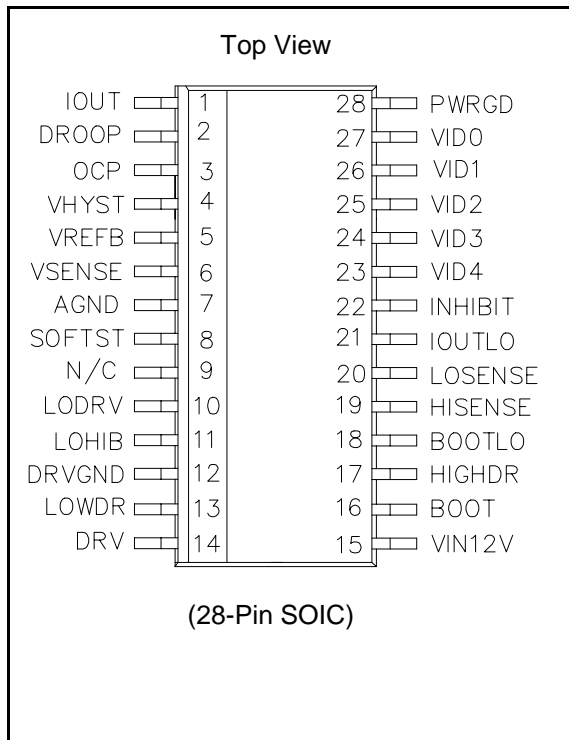 Top View
IOUT 1 28 PWRGD
DROOP 2 27 VID0
OCP 3 26 VID1
VHYST 4 25 VID2
VREFB 5 24 VID3
VSENSE 6 23 VID4
AGND 7 22 INHIBIT
SOFTST 8 21 IOUTLO
N/C 9 20 LOSENSE
LODRV 10 19 HISENSE
LOHIB 11 18 BOOTLO
DRVGND 12 17 HIGHDR
LOWDR 13 16 BOOT
DRV 14 15 VIN12V
(28-Pin SOIC)